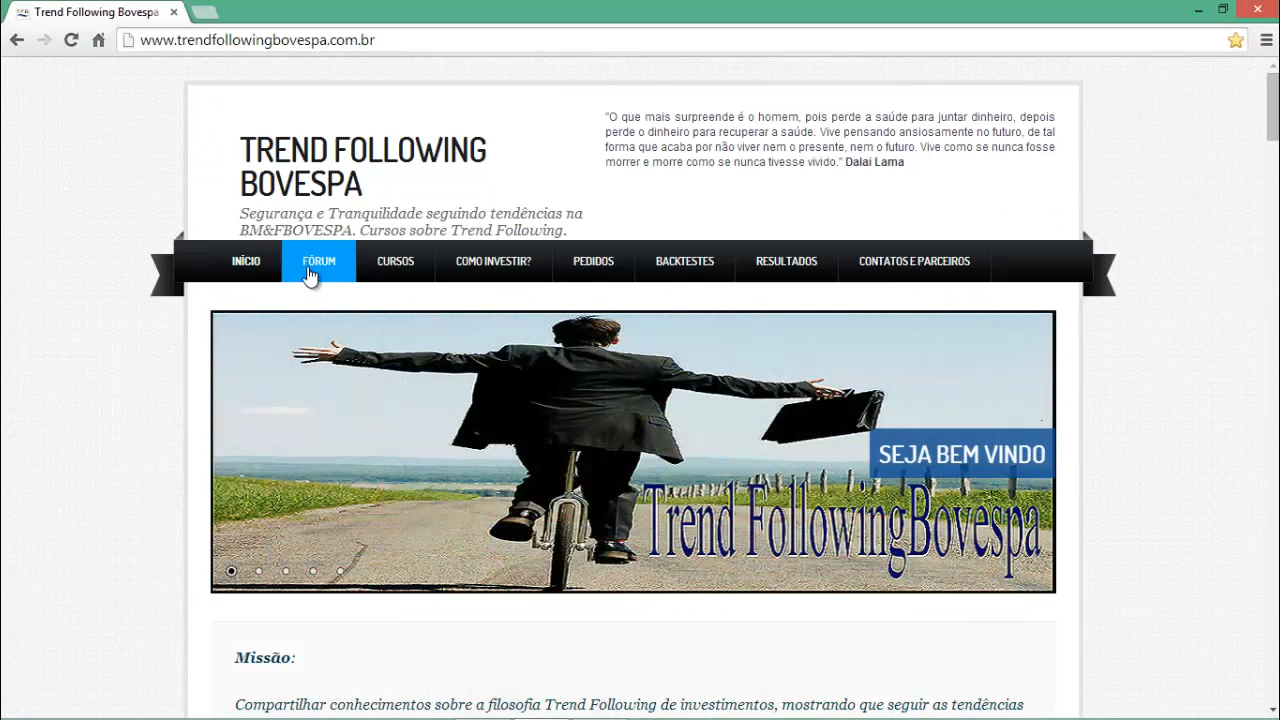 Trend Following Bovespa
www.trendfollowingbovespa.com.br
TREND FOLLOWING
BOVESPA
Segurança e Tranquilidade seguindo tendências na
BM&FBOVESPA. Cursos sobre Trend Following.
"O que mais surpreende é o homem, pois perde a saúde para juntar dinheiro, depois
perde o dinheiro para recuperar a saúde. Vive pensando ansiosamente no futuro, de tal
forma que acaba por não viver nem o presente, nem o futuro. Vive como se nunca fosse
morrer e morre como se nunca tivesse vivido." Dalai Lama
INÍCIO FÓRUM CURSOS COMO INVESTIR? PEDIDOS BACKTESTES RESULTADOS CONTATOS E PARCEIROS
SEJA BEM VINDO
Trend FollowingBovespa
Missão:
Compartilhar conhecimentos sobre a filosofia Trend Following de investimentos, mostrando que seguir as tendências